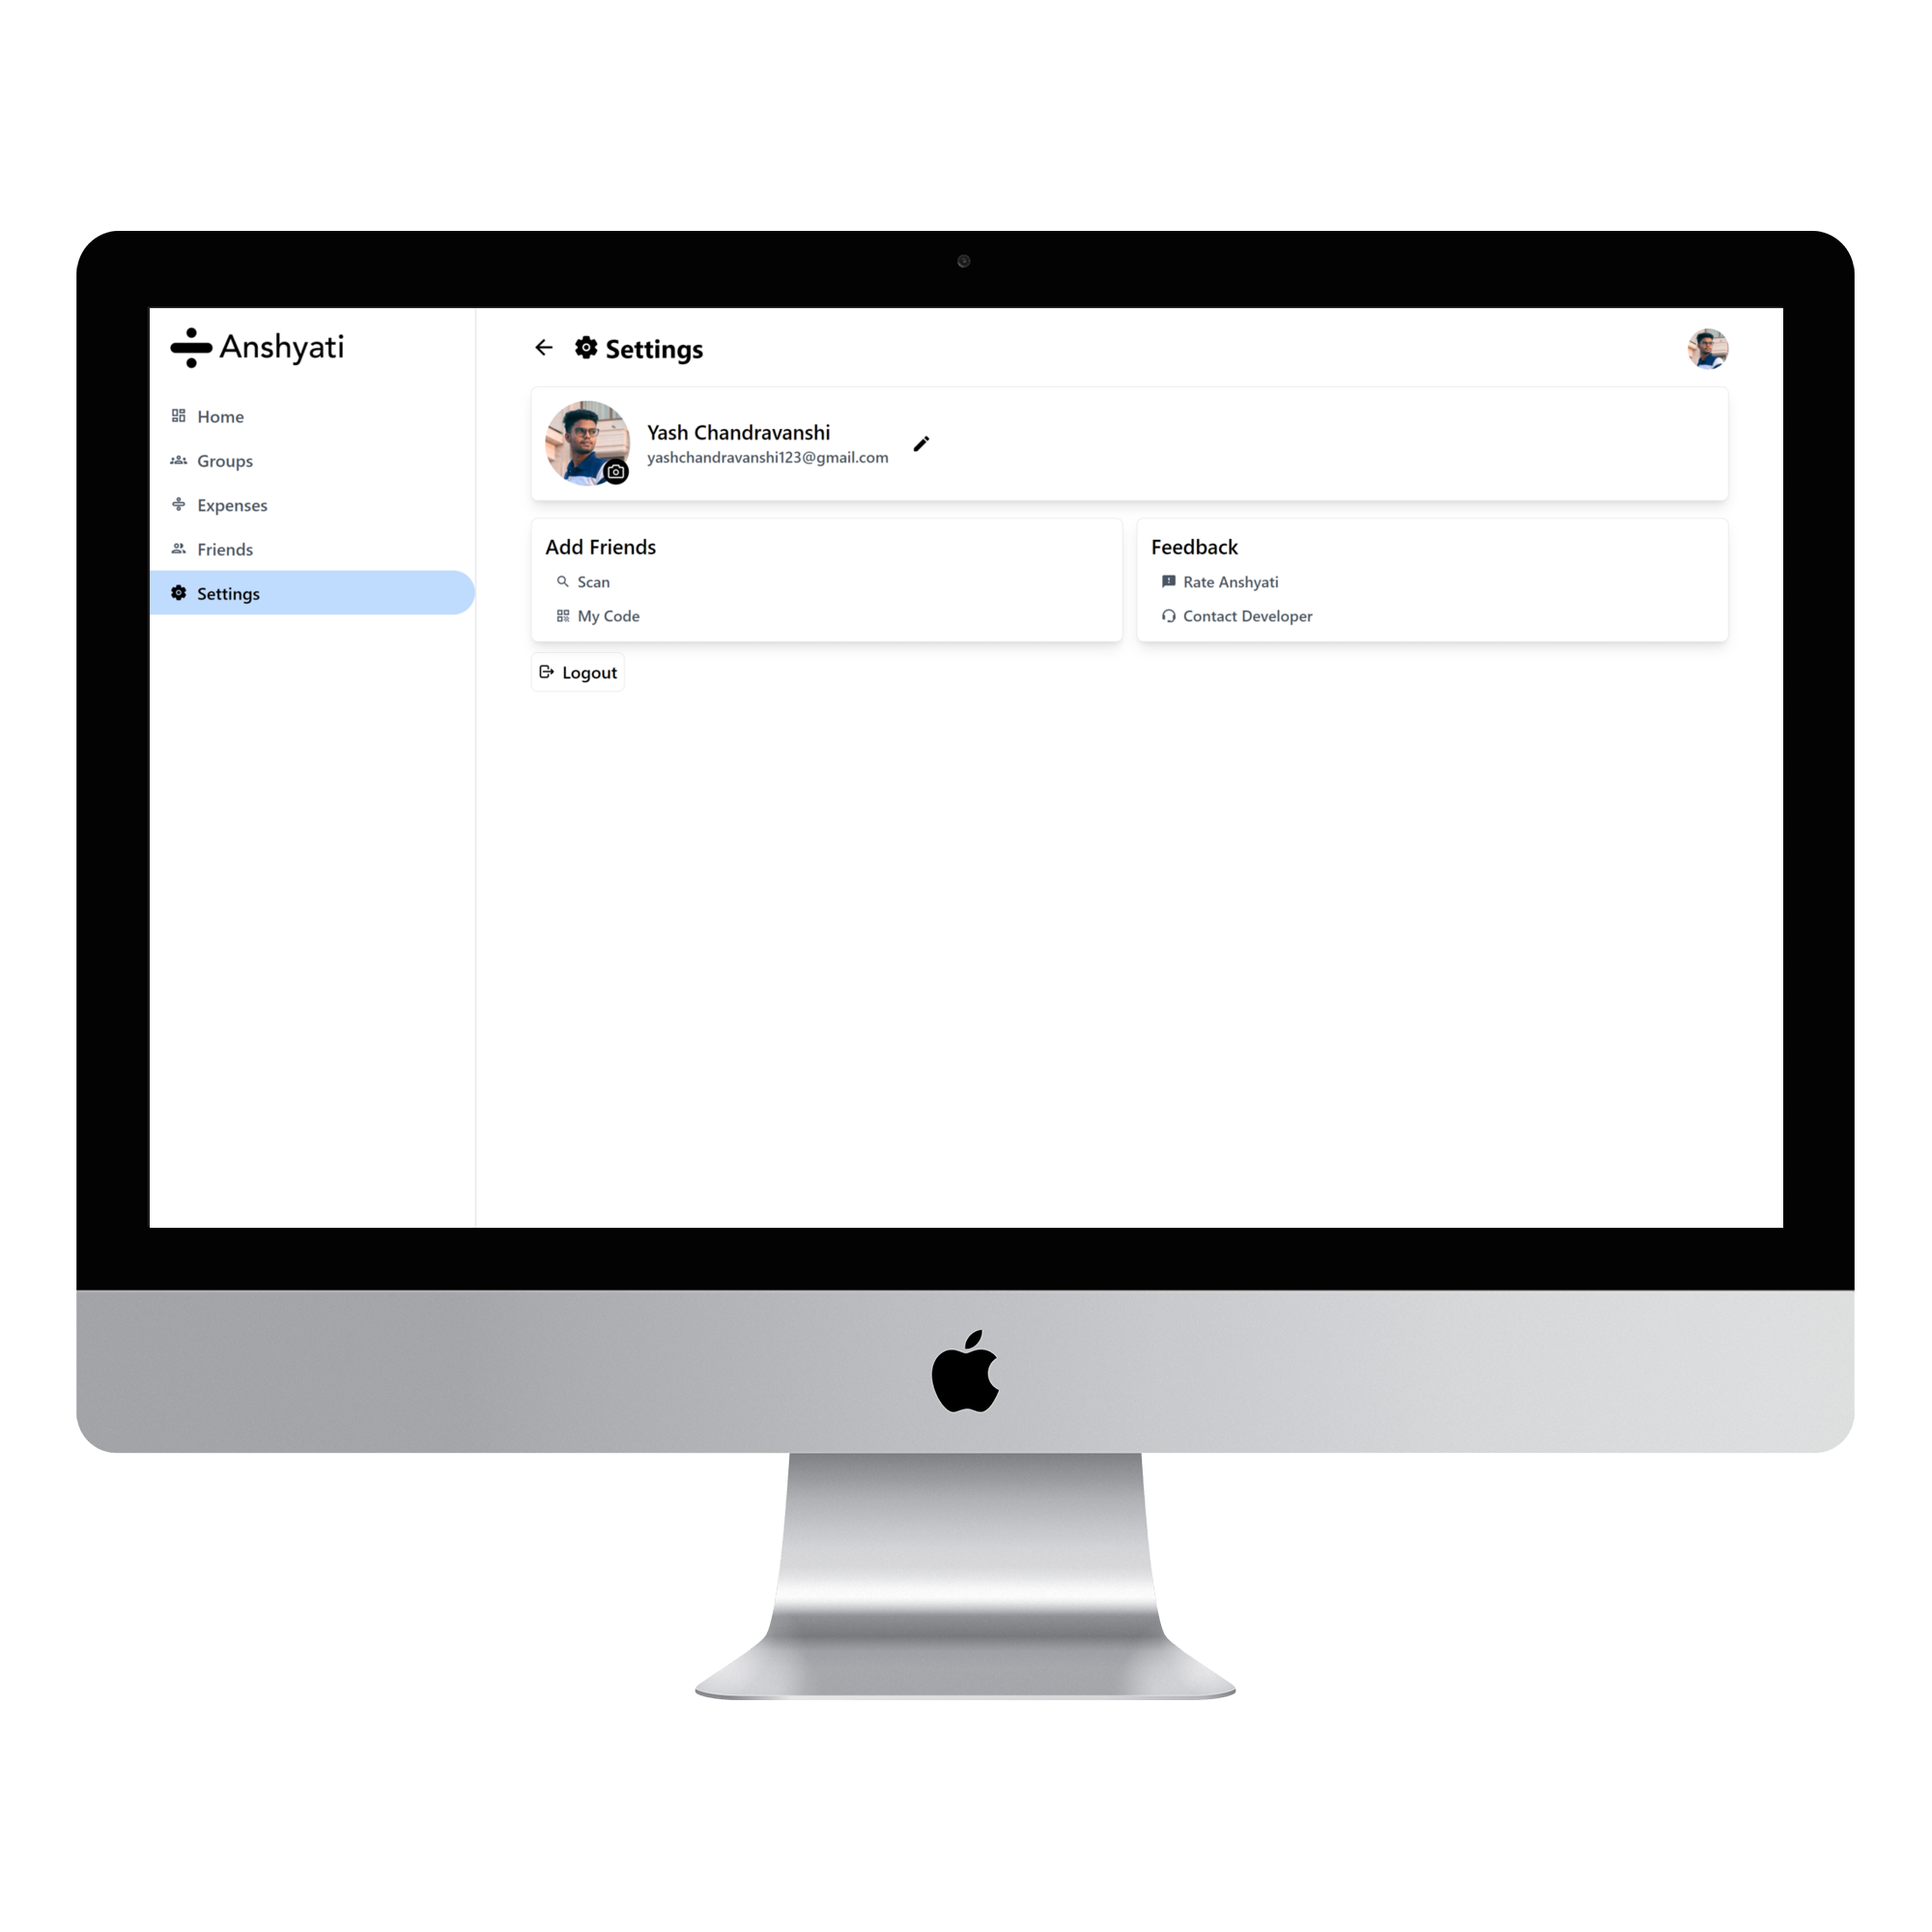 Anshyati
Home
Groups
Expenses
Friends
Settings
Settings
Yash Chandravanshi
yashchandravanshi123@gmail.com
Add Friends
Scan
My Code
Feedback
Rate Anshyati
Contact Developer
Logout